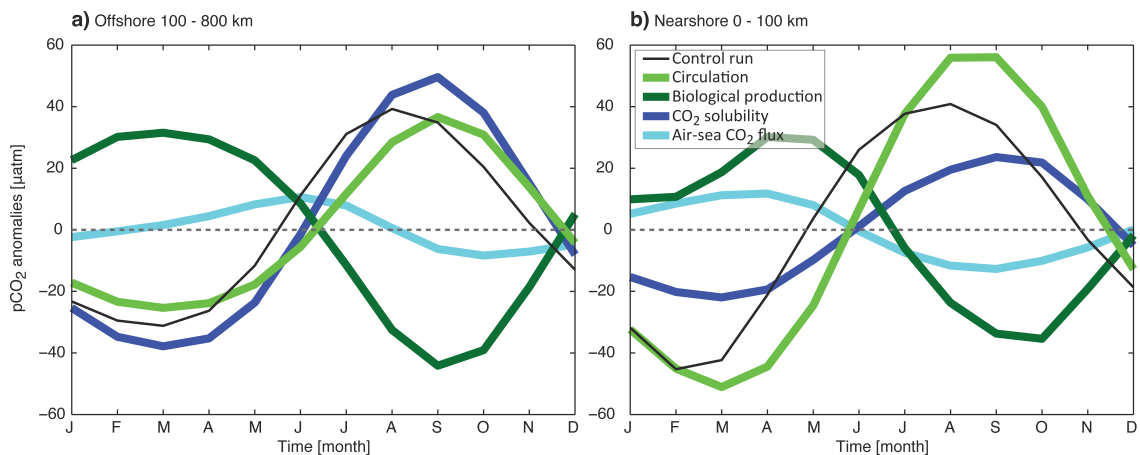 a) Offshore 100 - 800 km
b) Nearshore 0 - 100 km
pCO2 anomalies [µatm]
60
40
20
0
−20
−40
−60
J F M A M J J A S O N D
Time [month]
60
40
20
0
−20
−40
−60
Control run
Circulation
Biological production
CO2 solubility
Air-sea CO2 flux
J F M A M J J A S O N D
Time [month]